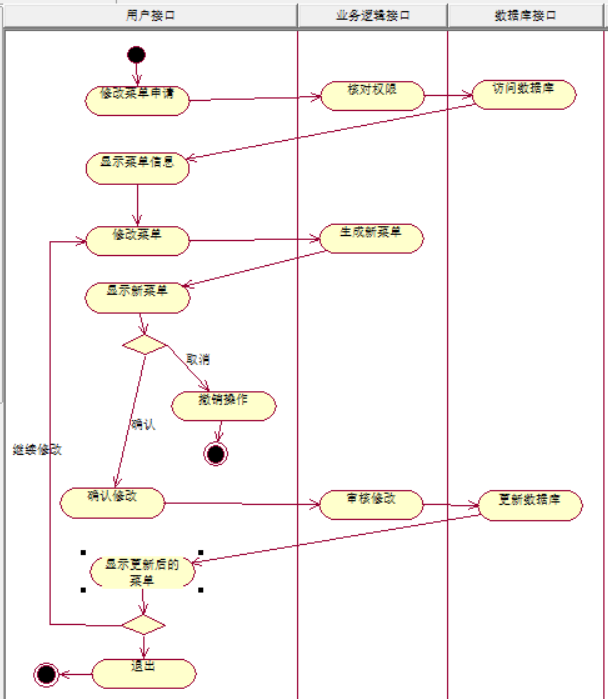 用户接口
业务逻辑接口
数据库接口
修改菜单申请
核对权限
访问数据库
显示菜单信息
修改菜单
生成新菜单
显示新菜单
取消
撤销操作
确认
继续修改
确认修改
审核修改
更新数据库
显示更新后的
菜单
退出